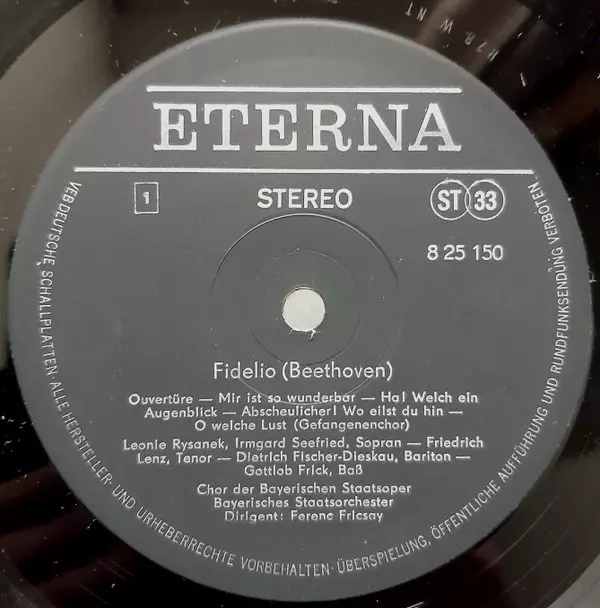 ETERNA
1 STEREO ST 33
8 25 150
Fidelio (Beethoven)
Ouvertüre — Mir ist so wunderbar — Ha! Welch ein
Augenblick — Abscheulicher! Wo eilst du hin —
O welche Lust (Gefangenenchor)
Leonie Rysanek, Irmgard Seefried, Sopran — Friedrich
Lenz, Tenor — Dietrich Fischer-Dieskau, Bariton —
Gottlob Frick, Baß
Chor der Bayerischen Staatsoper
Bayerisches Staatsorchester
Dirigent: Ferenc Fricsay
VEB DEUTSCHE SCHALLPLATTEN · ALLE HERSTELLER- UND URHEBERRECHTE VORBEHALTEN · ÜBERSPIELUNG, ÖFFENTLICHE AUFFÜHRUNG UND RUNDFUNKSENDUNG VERBOTEN